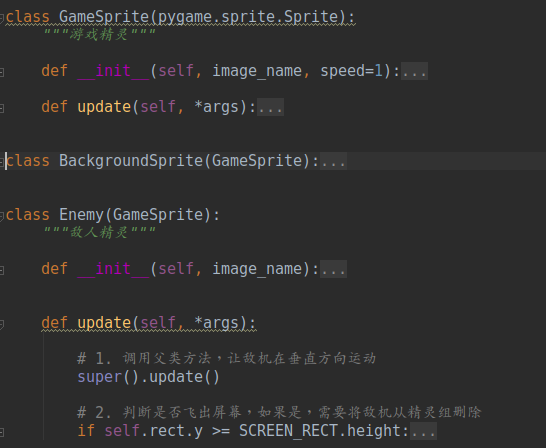 class GameSprite(pygame.sprite.Sprite):
"""游戏精灵"""
def __init__(self, image_name, speed=1):...
def update(self, *args):...
class BackgroundSprite(GameSprite):...
class Enemy(GameSprite):
"""敌人精灵"""
def __init__(self, image_name):...
def update(self, *args):
# 1. 调用父类方法，让敌机在垂直方向运动
super().update()
# 2. 判断是否飞出屏幕，如果是，需要将敌机从精灵组删除
if self.rect.y >= SCREEN_RECT.height:...